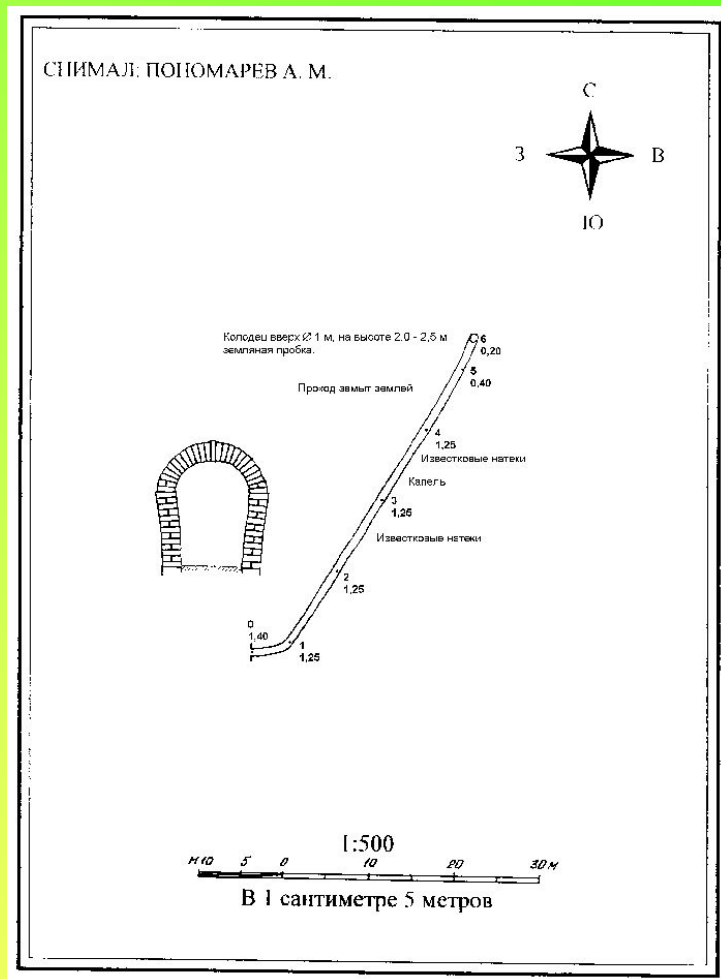 СНИМАЛ: ПОНОМАРЕВ А. М.
С
З
В
Ю
Колодец вверх Ø 1 м, на высоте 2,0 - 2,5 м
земляная пробка.
6
0,20
5
0,40
Проход замыт землей
4
1,25
Известковые натеки
Капель
3
1,25
Известковые натеки
2
1,25
0
1,40
1
1,25
1:500
М 10 5 0 10 20 30 М
В 1 сантиметре 5 метров